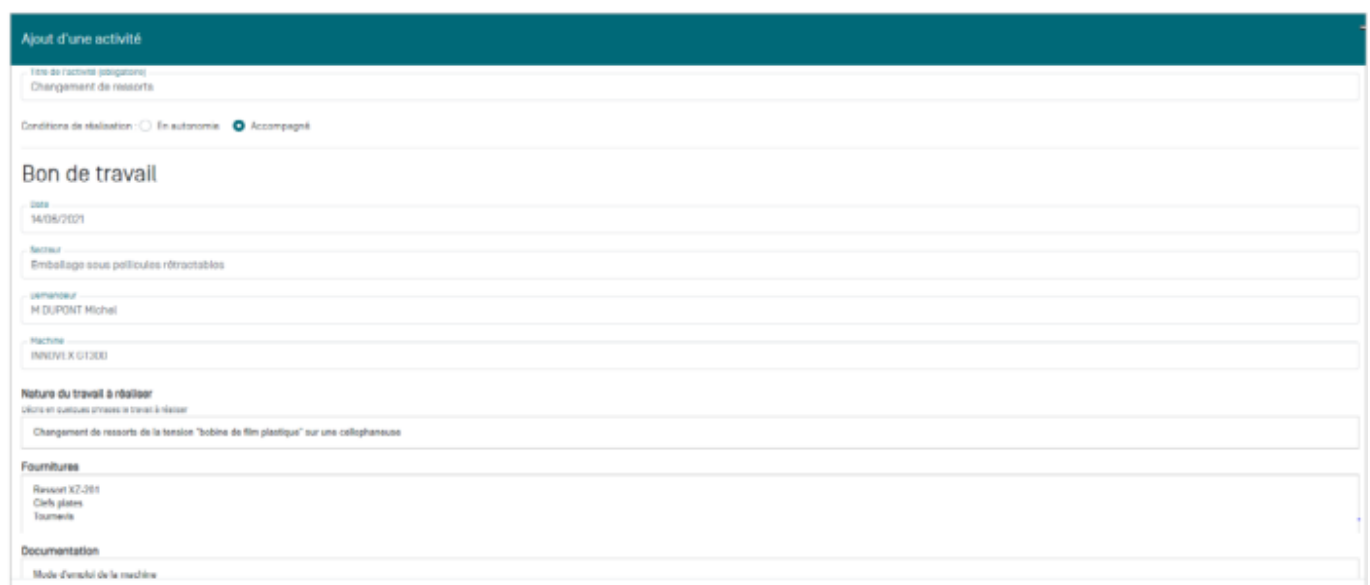 Ajout d'une activité
Titre de l'activité (obligatoire)
Changement de ressorts
Conditions de réalisation : En autonomie Accompagné
Bon de travail
Date
14/06/2021
Secteur
Emballage sous pellicules rétractables
Demandeur
M DUPONT Michel
Machine
INNOVEX GT300
Nature du travail à réaliser
Décris en quelques phrases le travail à réaliser
Changement de ressorts de la tension "bobine de film plastique" sur une cellophaneuse
Fournitures
Ressort XZ-201
Clefs plates
Tournevis
Documentation
Mode d'emploi de la machine